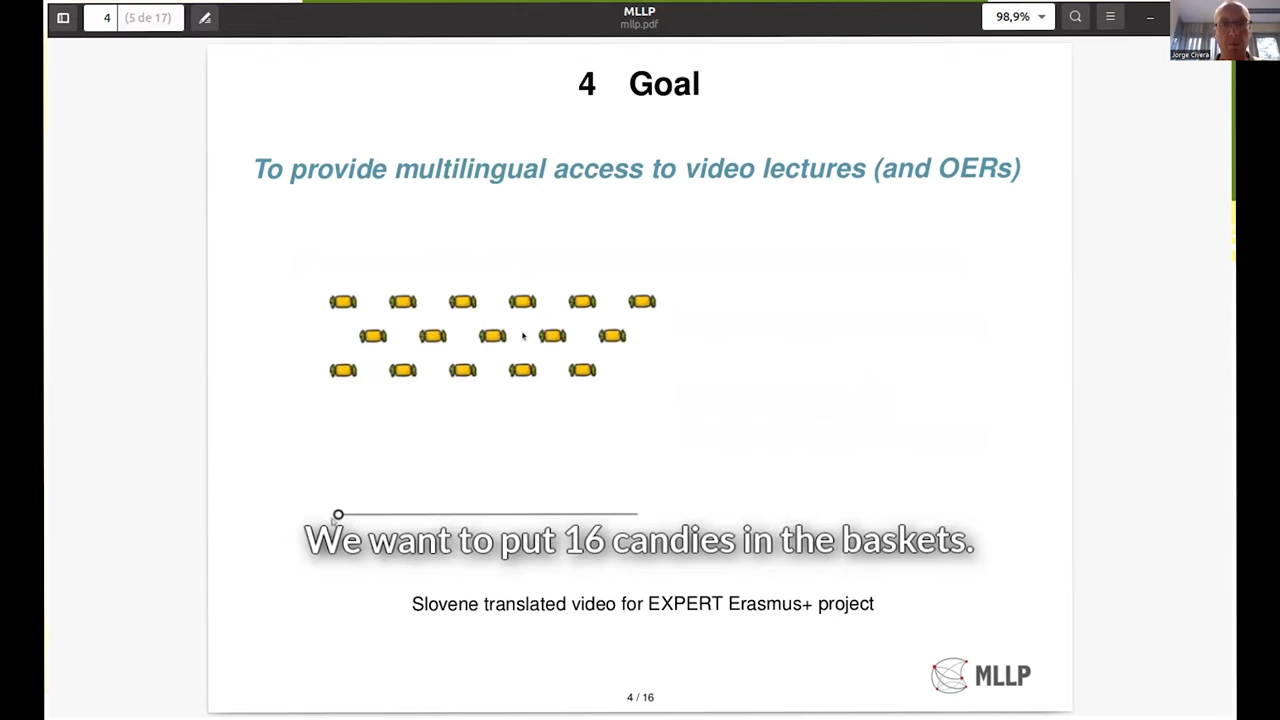 MLLP
mllp.pdf
4 (5 de 17)
98,9%
Jorge Civera
4 Goal
To provide multilingual access to video lectures (and OERs)
We want to put 16 candies in the baskets.
Slovene translated video for EXPERT Erasmus+ project
MLLP
4 / 16